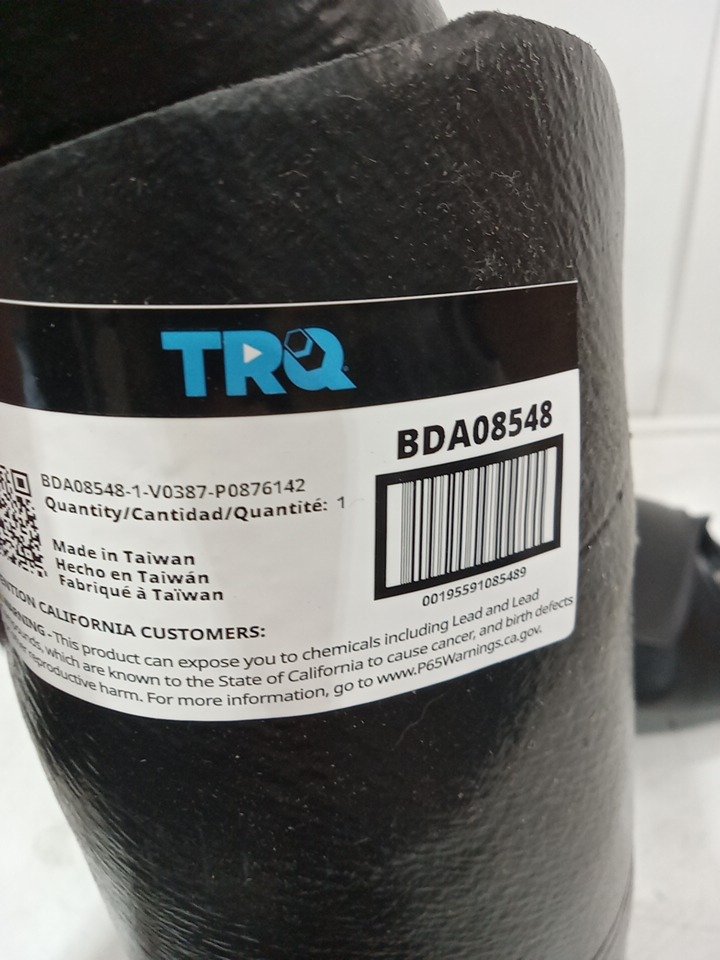 TRQ
BDA08548
BDA08548-1-V0387-P0876142
Quantity/Cantidad/Quantité: 1
Made in Taiwan
Hecho en Taiwán
Fabriqué à Taïwan
00195591085489
CALIFORNIA CUSTOMERS:
- This product can expose you to chemicals including Lead and Lead
which are known to the State of California to cause cancer, and birth defects
reproductive harm. For more information, go to www.P65Warnings.ca.gov.